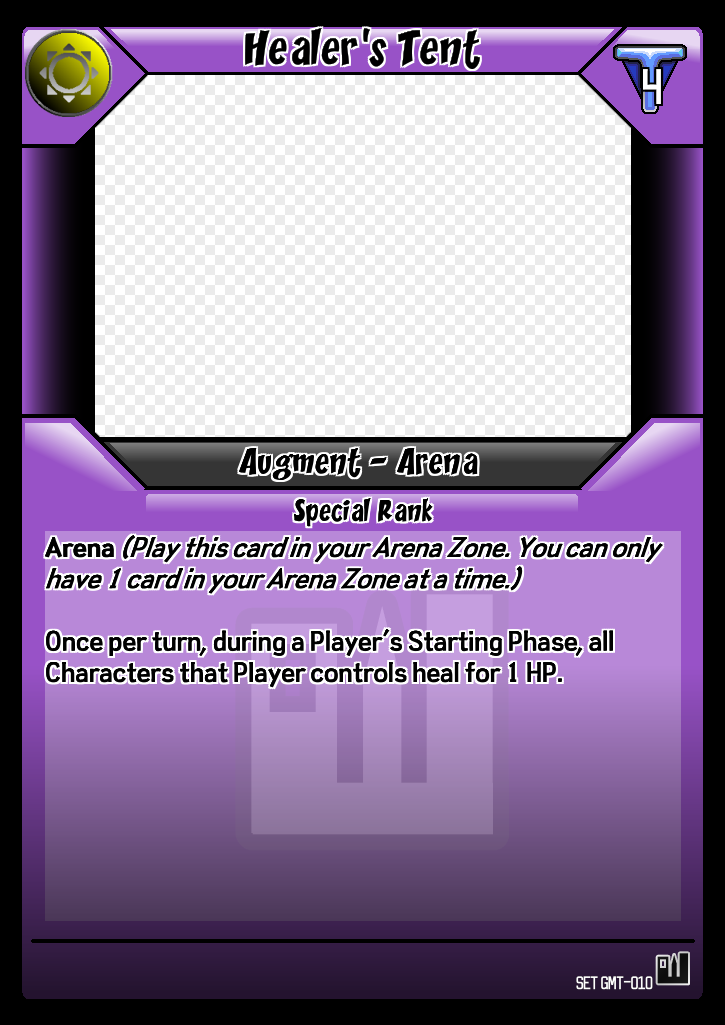 Healer's Tent
4
Augment - Arena
Special Rank
Arena (Play this card in your Arena Zone. You can only
have 1 card in your Arena Zone at a time.)
Once per turn, during a Player's Starting Phase, all
Characters that Player controls heal for 1 HP.
SET GMT-010